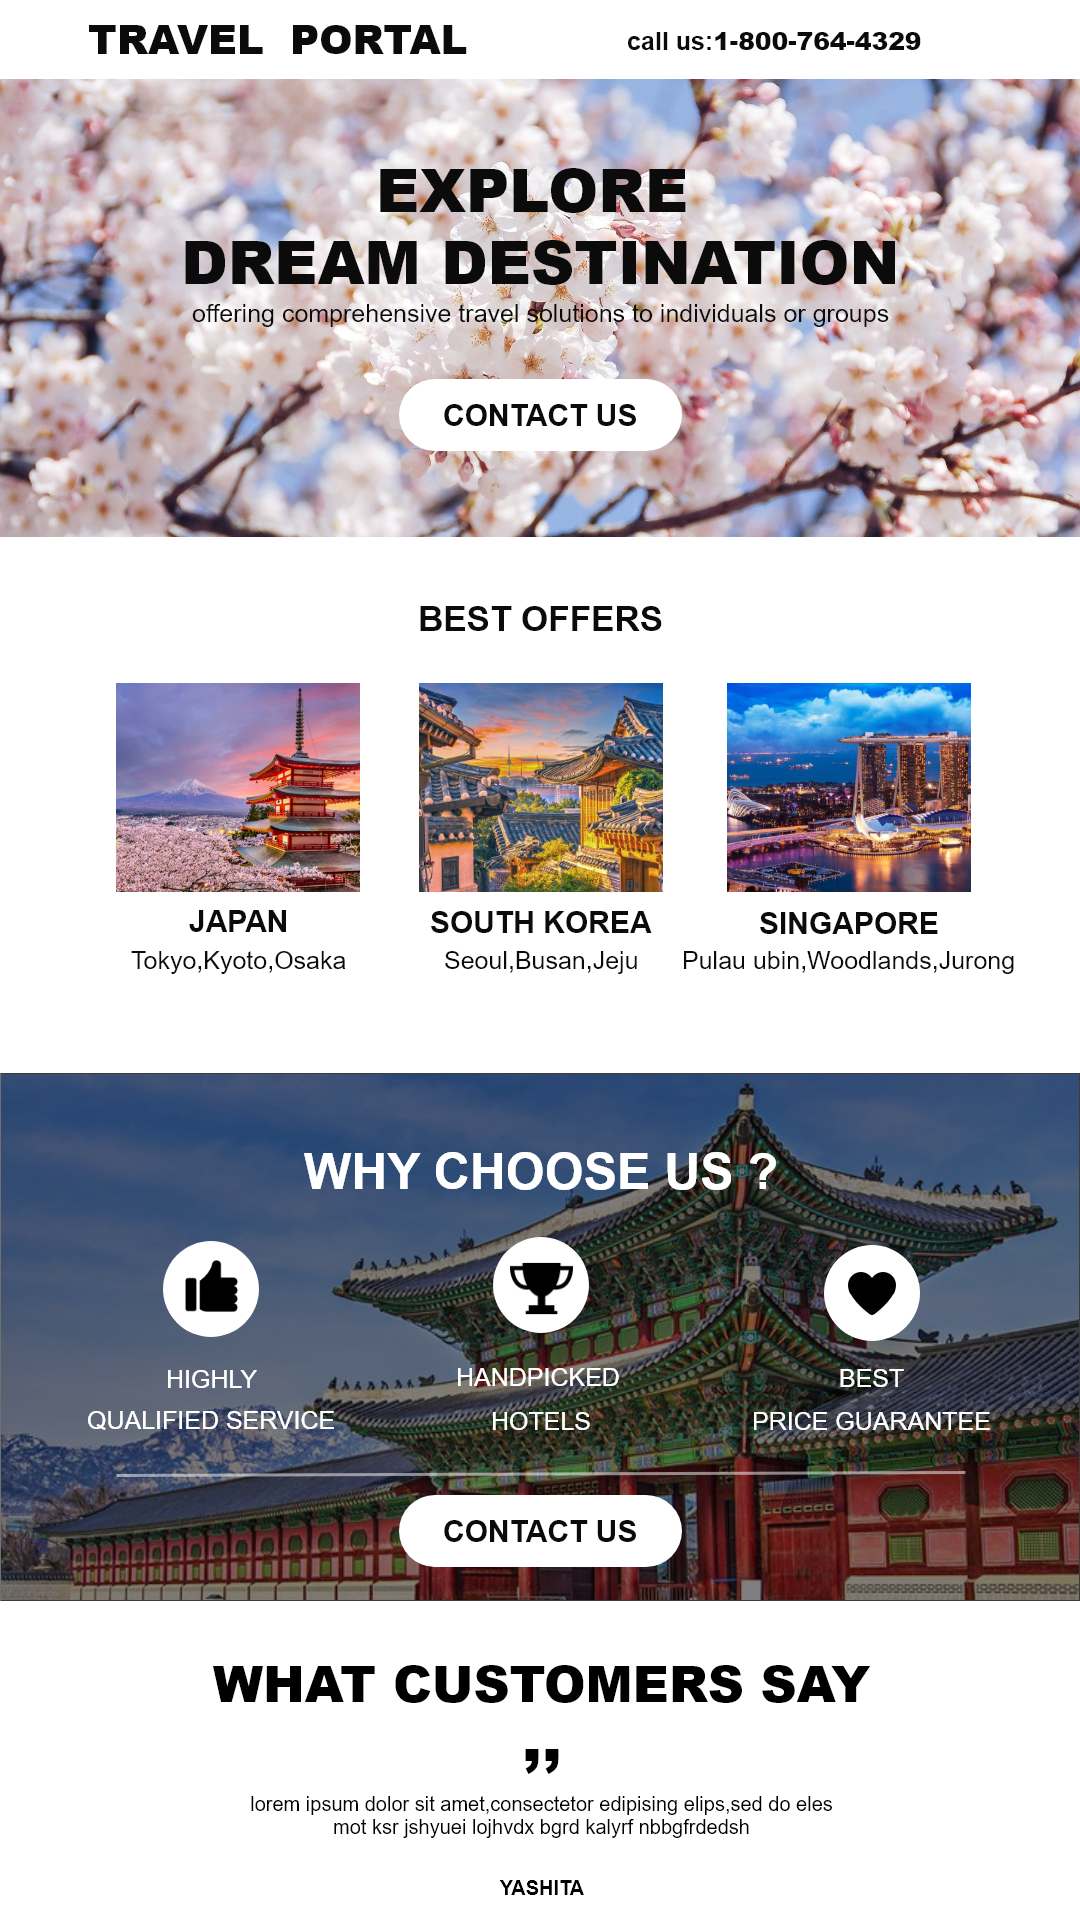 TRAVEL PORTAL
call us:1-800-764-4329
EXPLORE
DREAM DESTINATION
offering comprehensive travel solutions to individuals or groups
CONTACT US
BEST OFFERS
JAPAN
Tokyo,Kyoto,Osaka
SOUTH KOREA
Seoul,Busan,Jeju
SINGAPORE
Pulau ubin,Woodlands,Jurong
WHY CHOOSE US ?
HIGHLY
QUALIFIED SERVICE
HANDPICKED
HOTELS
BEST
PRICE GUARANTEE
CONTACT US
WHAT CUSTOMERS SAY
”
lorem ipsum dolor sit amet,consectetor edipising elips,sed do eles
mot ksr jshyuei lojhvdx bgrd kalyrf nbbgfrdedsh
YASHITA